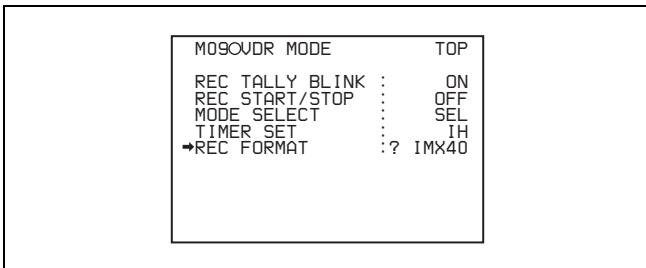 M09OVDR MODE TOP
REC TALLY BLINK : ON
REC START/STOP : OFF
MODE SELECT : SEL
TIMER SET : IH
➡REC FORMAT :? IMX40